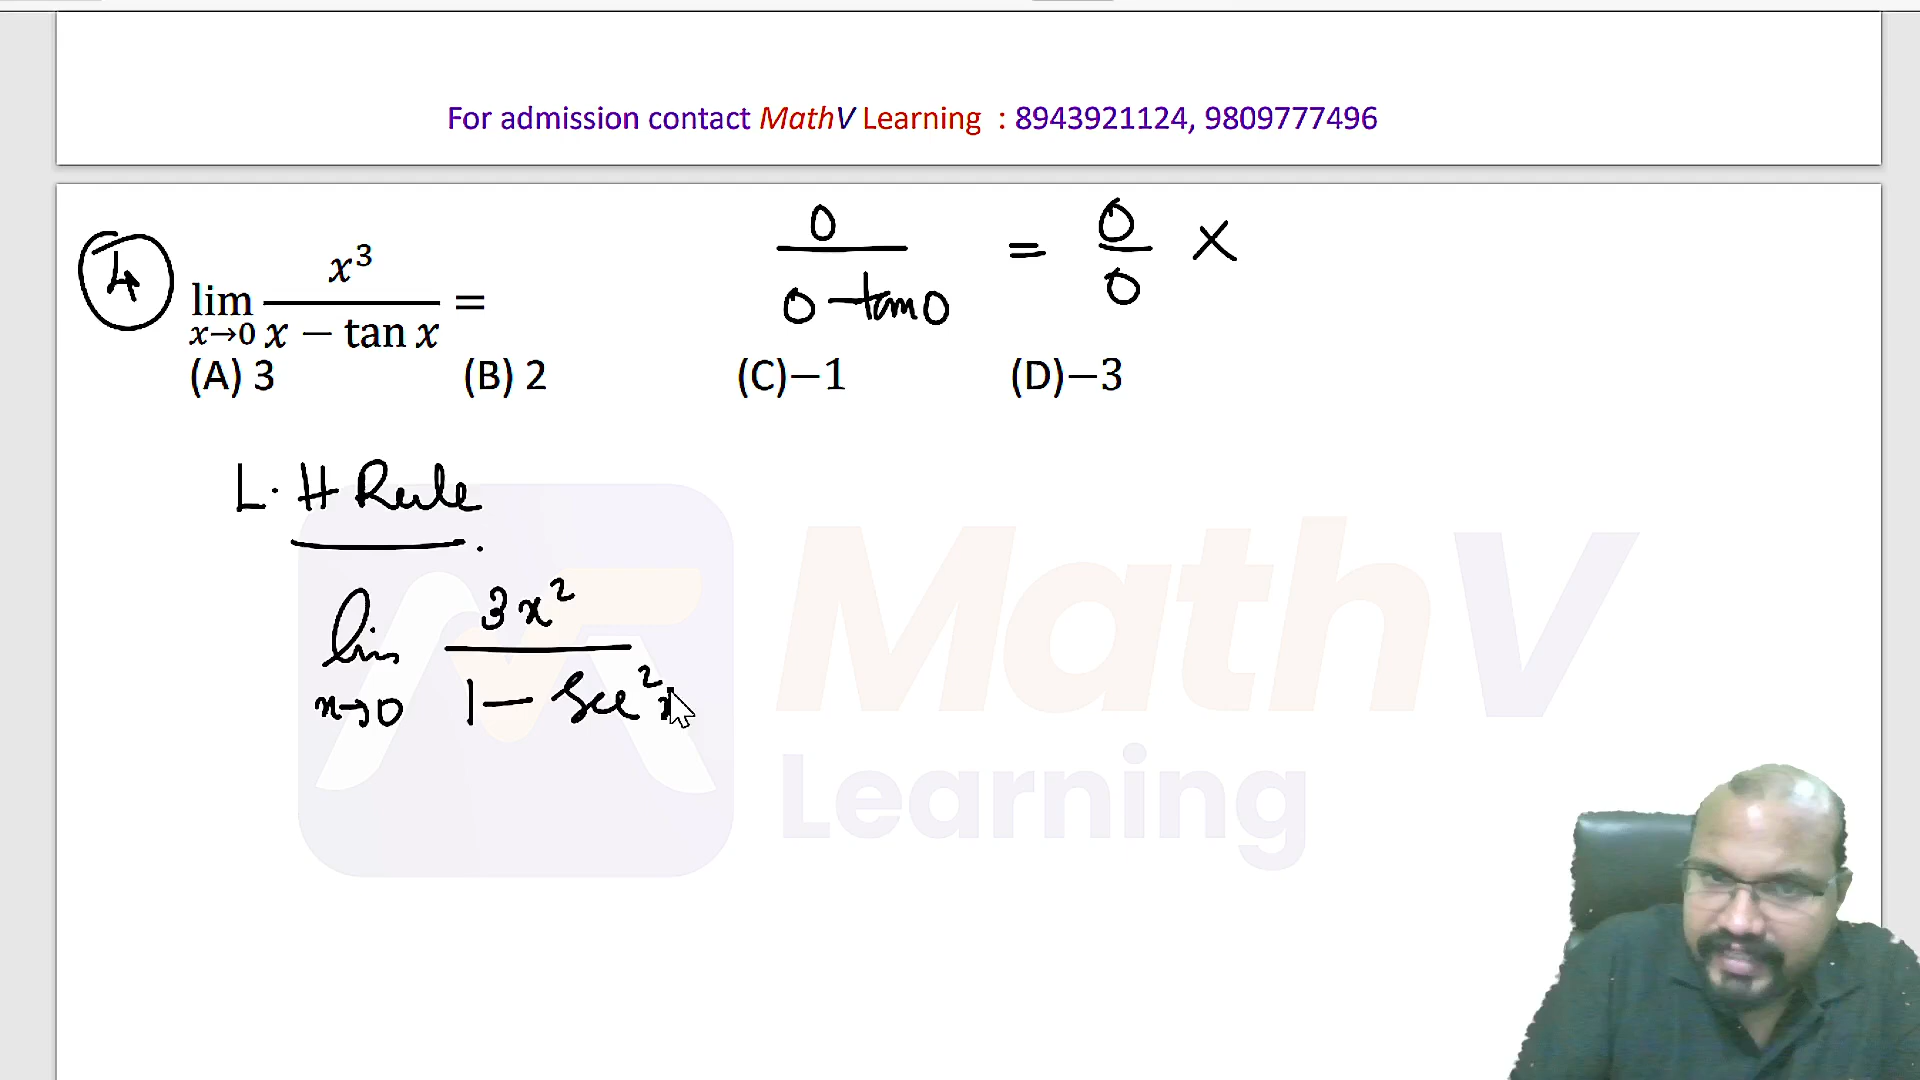 For admission contact MathV Learning : 8943921124, 9809777496
4
lim x→0 x³ / (x − tan x) =
0 / (0 − tan 0) = 0/0 ×
(A) 3 (B) 2 (C)−1 (D)−3
L. H Rule.
lim x→0 3x² / (1 − Sec²x)
MathV
Learning